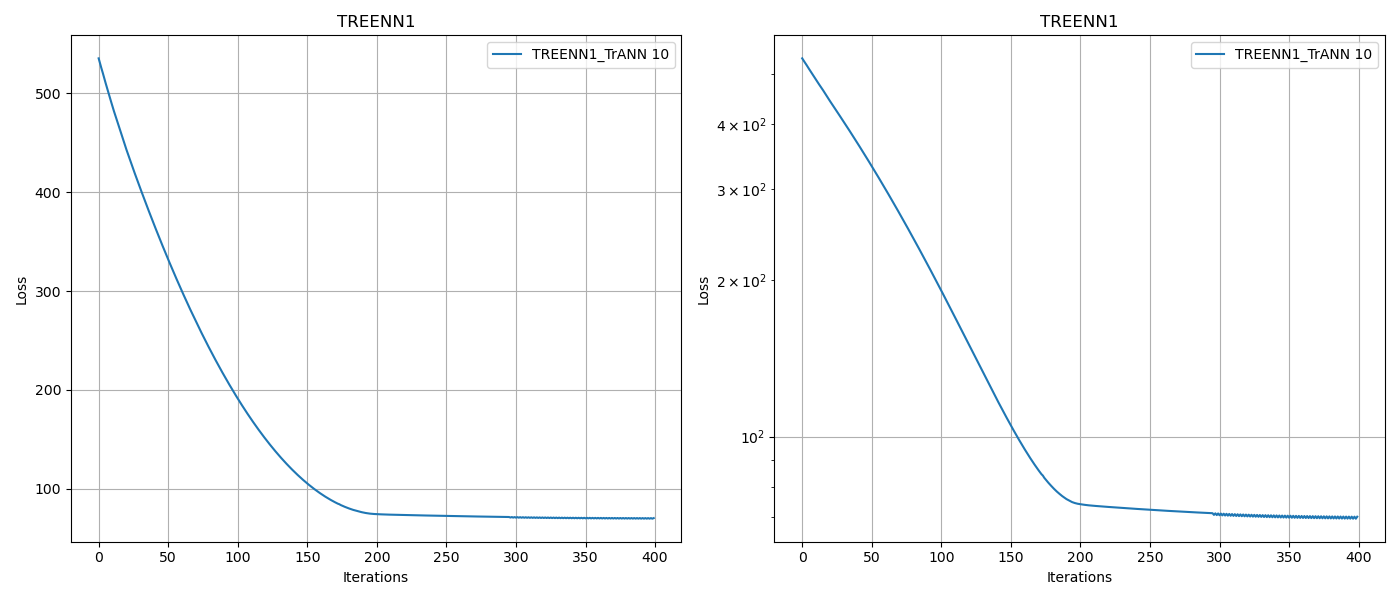 TREENN1
TREENN1_TrANN 10
500
400
300
200
100
Loss
0 50 100 150 200 250 300 350 400
Iterations
TREENN1
TREENN1_TrANN 10
4 × 10²
3 × 10²
2 × 10²
10²
Loss
0 50 100 150 200 250 300 350 400
Iterations